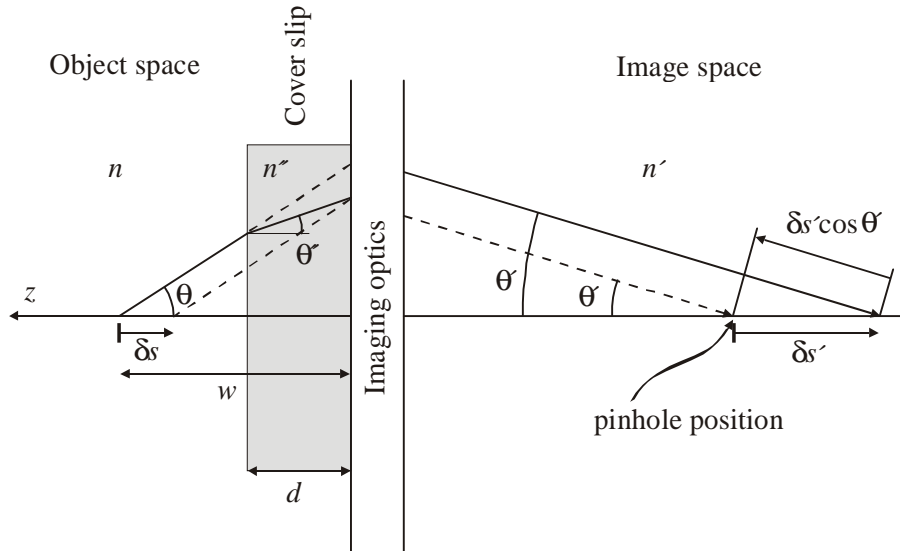 Object space
Cover slip
Image space
n
n″
n′
δs′cosθ′
θ″
θ
θ′
θ′
z
δs
δs′
Imaging optics
w
pinhole position
d